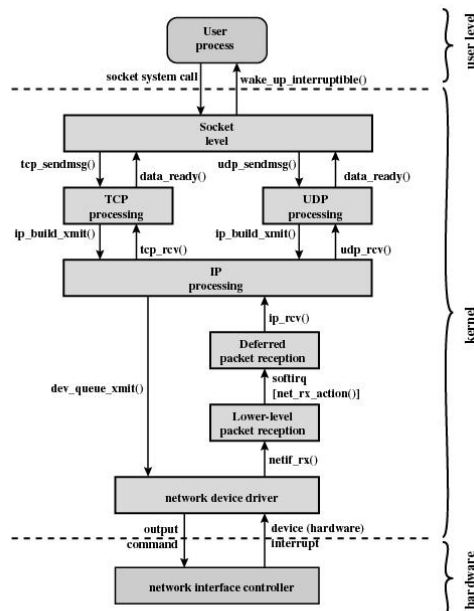 User
process
user level
socket system call
wake_up_interruptible()
Socket
level
tcp_sendmsg()
data_ready()
udp_sendmsg()
data_ready()
TCP
processing
UDP
processing
ip_build_xmit()
tcp_rcv()
ip_build_xmit()
udp_rcv()
IP
processing
kernel
ip_rcv()
Deferred
packet reception
dev_queue_xmit()
softirq
[net_rx_action()]
Lower-level
packet reception
netif_rx()
network device driver
output
command
device (hardware)
interrupt
network interface controller
hardware